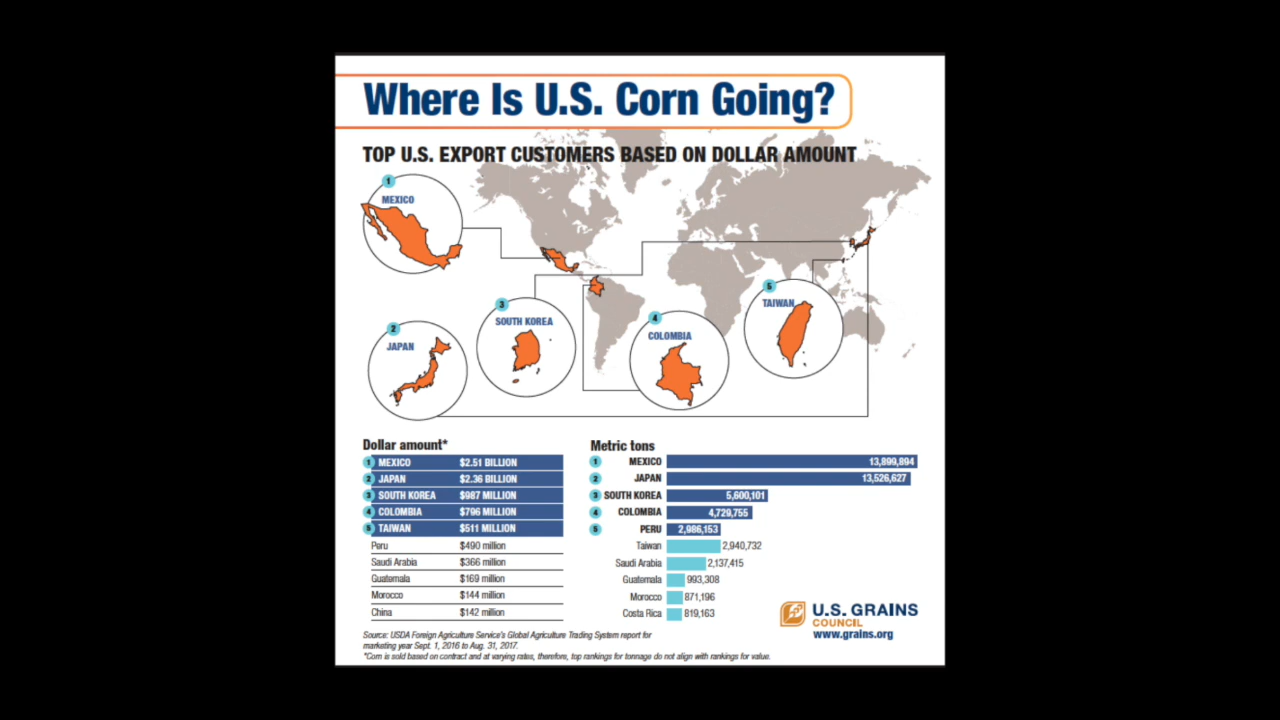 Where Is U.S. Corn Going?
TOP U.S. EXPORT CUSTOMERS BASED ON DOLLAR AMOUNT
1
MEXICO
2
JAPAN
3
SOUTH KOREA
4
COLOMBIA
5
TAIWAN
Dollar amount*
1 MEXICO $2.51 BILLION
2 JAPAN $2.36 BILLION
3 SOUTH KOREA $987 MILLION
4 COLOMBIA $796 MILLION
5 TAIWAN $511 MILLION
Peru $490 million
Saudi Arabia $366 million
Guatemala $169 million
Morocco $144 million
China $142 million
Metric tons
1 MEXICO 13,899,894
2 JAPAN 13,526,627
3 SOUTH KOREA 5,600,101
4 COLOMBIA 4,729,755
5 PERU 2,986,153
Taiwan 2,940,732
Saudi Arabia 2,137,415
Guatemala 993,308
Morocco 871,196
Costa Rica 819,163
U.S. GRAINS
COUNCIL
www.grains.org
Source: USDA Foreign Agriculture Service's Global Agriculture Trading System report for
marketing year Sept. 1, 2016 to Aug. 31, 2017.
*Corn is sold based on contract and at varying rates, therefore, top rankings for tonnage do not align with rankings for value.